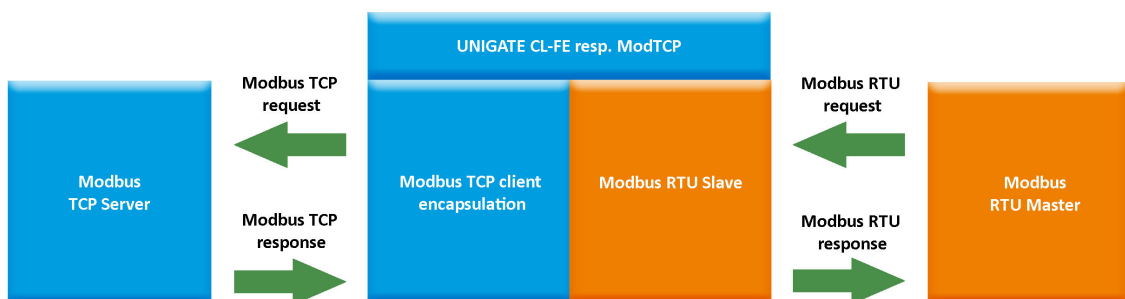 UNIGATE CL-FE resp. ModTCP
Modbus TCP
request
Modbus RTU
request
Modbus
TCP Server
Modbus TCP client
encapsulation
Modbus RTU Slave
Modbus
RTU Master
Modbus TCP
response
Modbus RTU
response